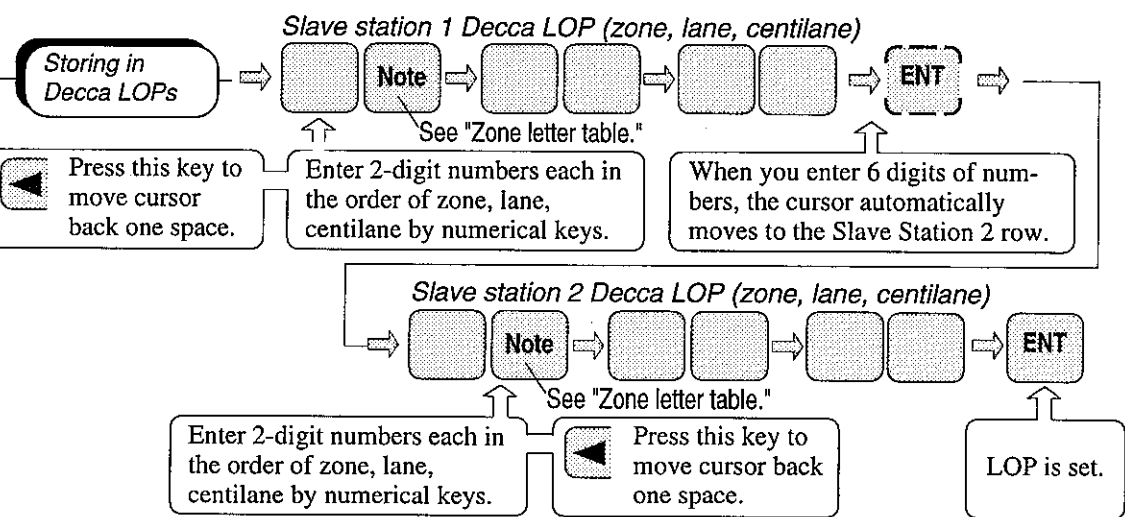 Slave station 1 Decca LOP (zone, lane, centilane)
Storing in
Decca LOPs
Note
ENT
See "Zone letter table."
Press this key to
move cursor
back one space.
Enter 2-digit numbers each in
the order of zone, lane,
centilane by numerical keys.
When you enter 6 digits of num-
bers, the cursor automatically
moves to the Slave Station 2 row.
Slave station 2 Decca LOP (zone, lane, centilane)
Note
ENT
See "Zone letter table."
Enter 2-digit numbers each in
the order of zone, lane,
centilane by numerical keys.
Press this key to
move cursor back
one space.
LOP is set.